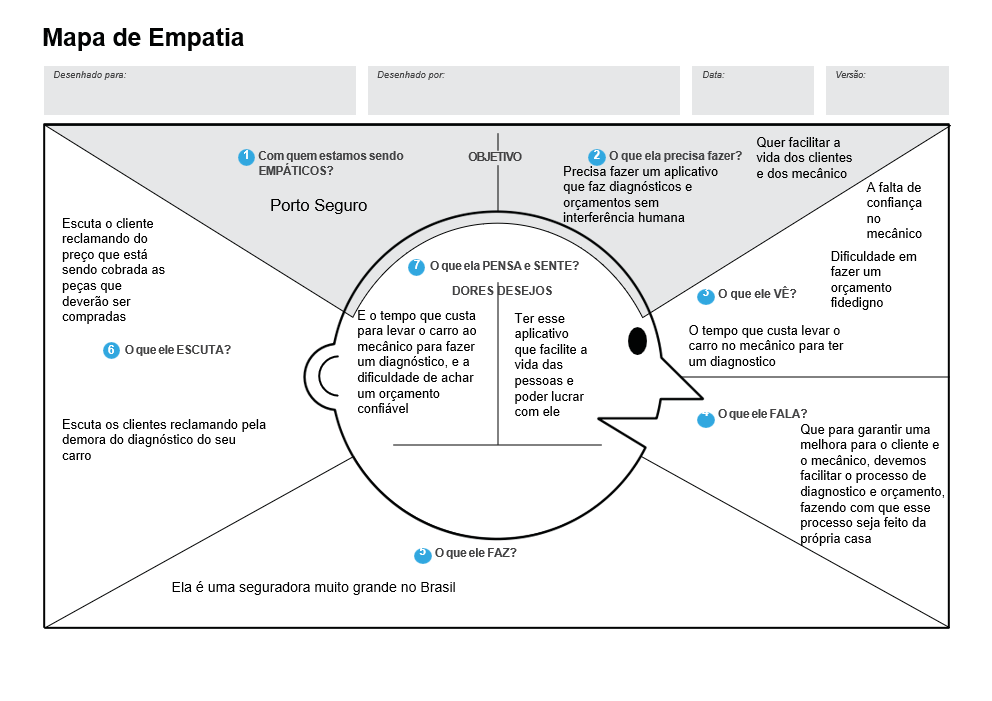 Mapa de Empatia
Desenhado para:
Desenhado por:
Data:
Versão:
1 Com quem estamos sendo
EMPÁTICOS?
Porto Seguro
OBJETIVO
2 O que ela precisa fazer?
Precisa fazer um aplicativo
que faz diagnósticos e
orçamentos sem
interferência humana
Quer facilitar a
vida dos clientes
e dos mecânico
A falta de
confiança
no
mecânico
Dificuldade em
fazer um
orçamento
fidedigno
3 O que ele VÊ?
O tempo que custa levar o
carro no mecânico para ter
um diagnostico
4 O que ele FALA?
Que para garantir uma
melhora para o cliente e
o mecânico, devemos
facilitar o processo de
diagnostico e orçamento,
fazendo com que esse
processo seja feito da
própria casa
5 O que ele FAZ?
Ela é uma seguradora muito grande no Brasil
Escuta o cliente
reclamando do
preço que está
sendo cobrada as
peças que
deverão ser
compradas
6 O que ele ESCUTA?
Escuta os clientes reclamando pela
demora do diagnóstico do seu
carro
7 O que ela PENSA e SENTE?
DORES DESEJOS
E o tempo que custa
para levar o carro ao
mecânico para fazer
um diagnóstico, e a
dificuldade de achar
um orçamento
confiável
Ter esse
aplicativo
que facilite a
vida das
pessoas e
poder lucrar
com ele